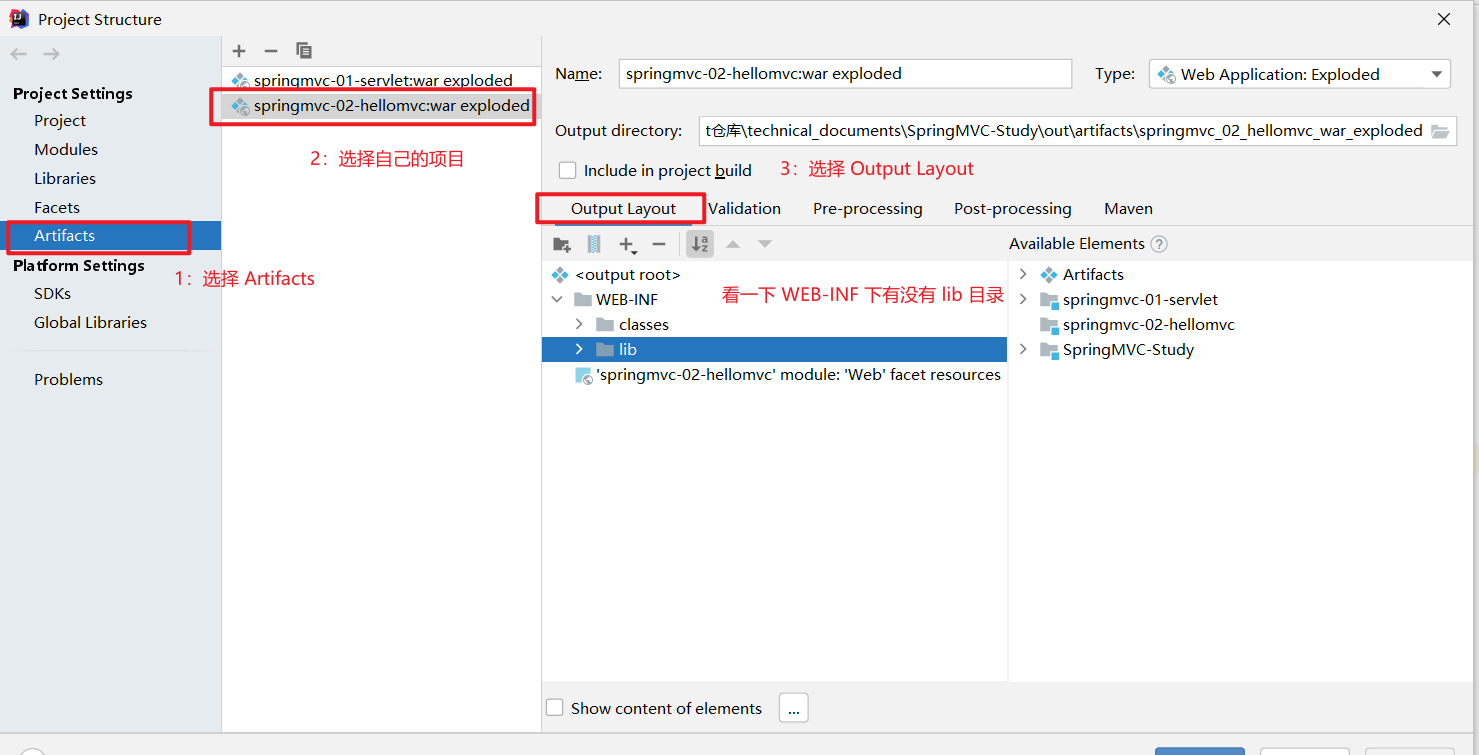 Project Structure
Project Settings
Project
Modules
Libraries
Facets
Artifacts
Platform Settings
SDKs
Global Libraries
Problems
1：选择 Artifacts
springmvc-01-servlet:war exploded
springmvc-02-hellomvc:war exploded
2：选择自己的项目
Name: springmvc-02-hellomvc:war exploded Type: Web Application: Exploded
Output directory: t仓库\technical_documents\SpringMVC-Study\out\artifacts\springmvc_02_hellomvc_war_exploded
Include in project build 3：选择 Output Layout
Output Layout Validation Pre-processing Post-processing Maven
Available Elements ?
<output root>
WEB-INF
classes
lib
'springmvc-02-hellomvc' module: 'Web' facet resources
看一下 WEB-INF 下有没有 lib 目录
Artifacts
springmvc-01-servlet
springmvc-02-hellomvc
SpringMVC-Study
Show content of elements ...